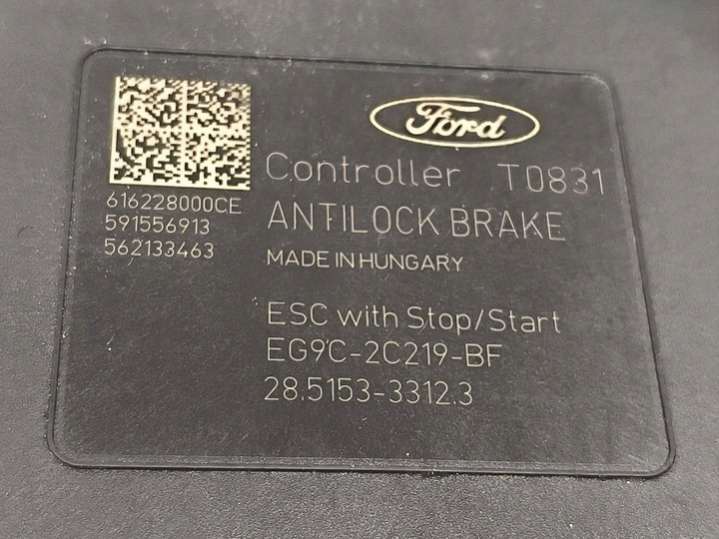 Ford
Controller T0831
616228000CE
591556913
562133463
ANTILOCK BRAKE
MADE IN HUNGARY
ESC with Stop/Start
EG9C-2C219-BF
28.5153-3312.3